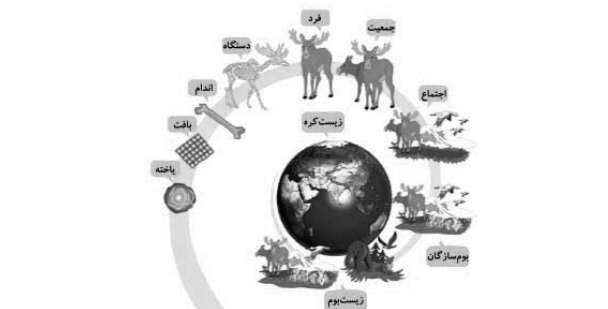 یاخته
بافت
اندام
دستگاه
فرد
جمعیت
اجتماع
بوم‌سازگان
زیست‌بوم
زیست‌کره